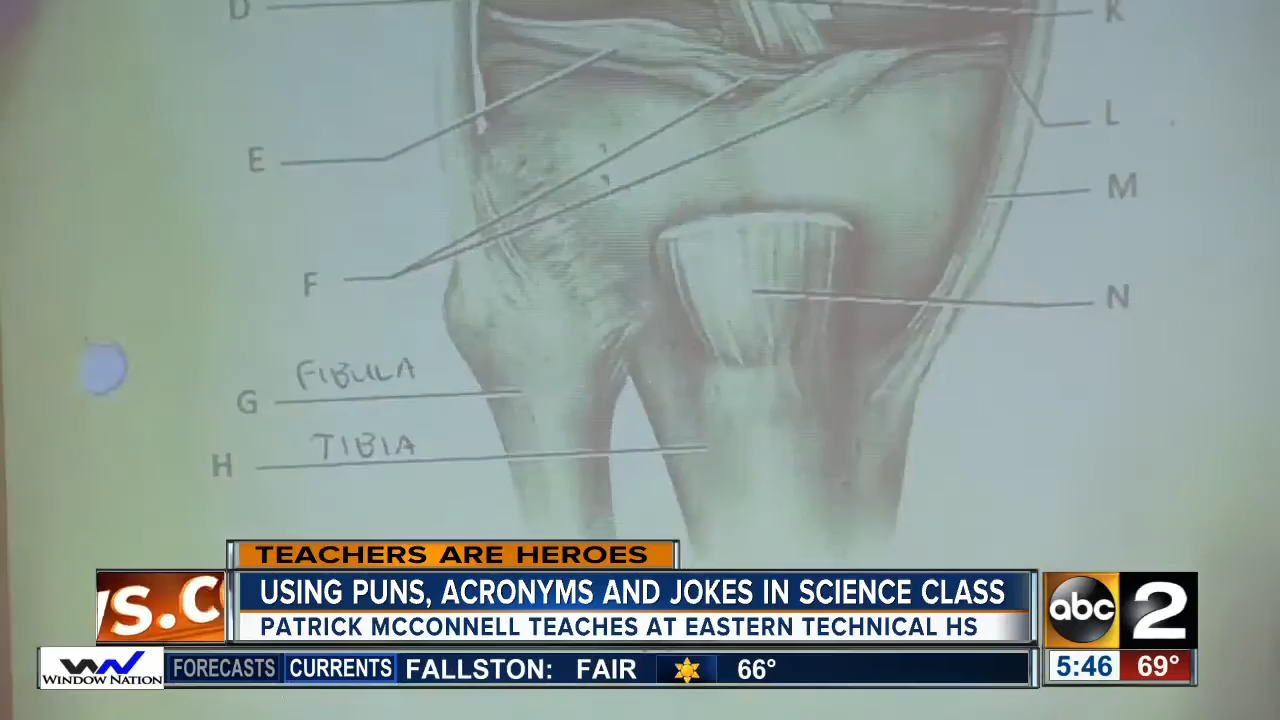 D
K
E
L
M
F
N
G FIBULA
H TIBIA
TEACHERS ARE HEROES
'S.C
USING PUNS, ACRONYMS AND JOKES IN SCIENCE CLASS
PATRICK MCCONNELL TEACHES AT EASTERN TECHNICAL HS
abc 2
WINDOW NATION
FORECASTS CURRENTS FALLSTON: FAIR 66°
5:46 69°